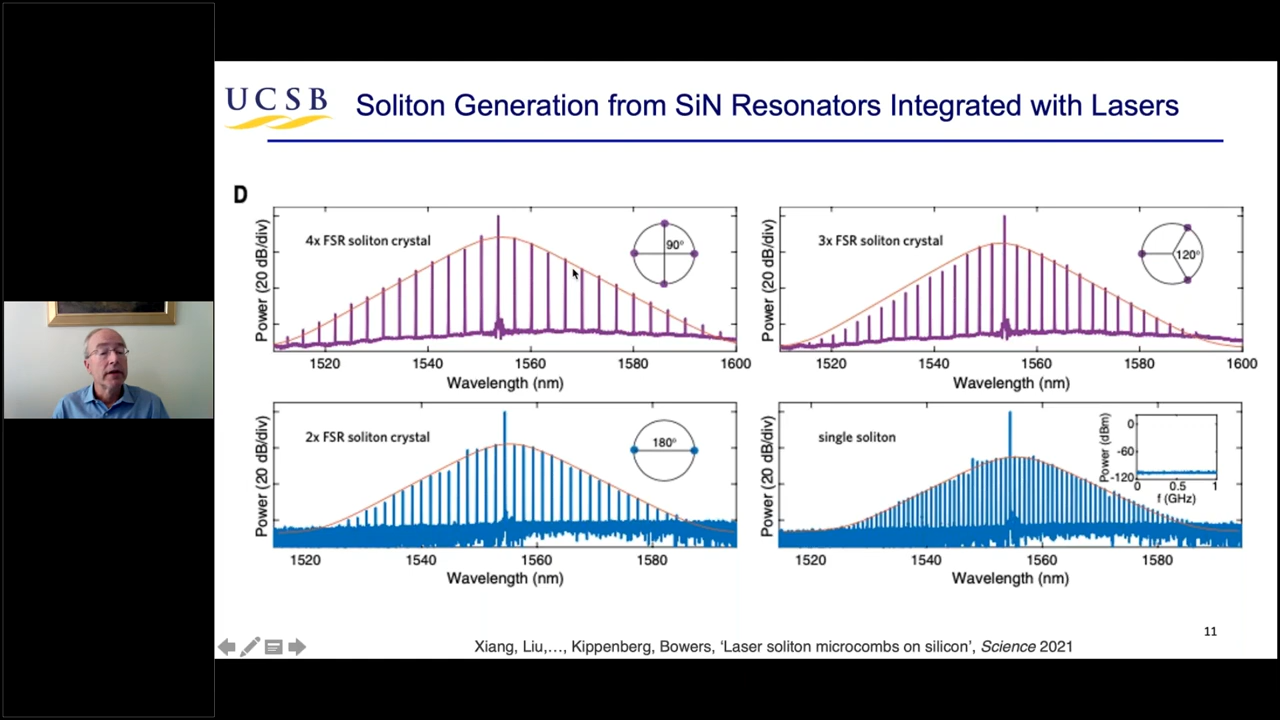 UCSB
Soliton Generation from SiN Resonators Integrated with Lasers
D
Power (20 dB/div)
4x FSR soliton crystal
90°
1520 1540 1560 1580 1600
Wavelength (nm)
Power (20 dB/div)
3x FSR soliton crystal
120°
1520 1540 1560 1580 1600
Wavelength (nm)
Power (20 dB/div)
2x FSR soliton crystal
180°
1520 1540 1560 1580
Wavelength (nm)
Power (20 dB/div)
single soliton
Power (dBm)
0
-60
-120
0 0.5 1
f (GHz)
1520 1540 1560 1580
Wavelength (nm)
11
Xiang, Liu,..., Kippenberg, Bowers, ‘Laser soliton microcombs on silicon’, Science 2021